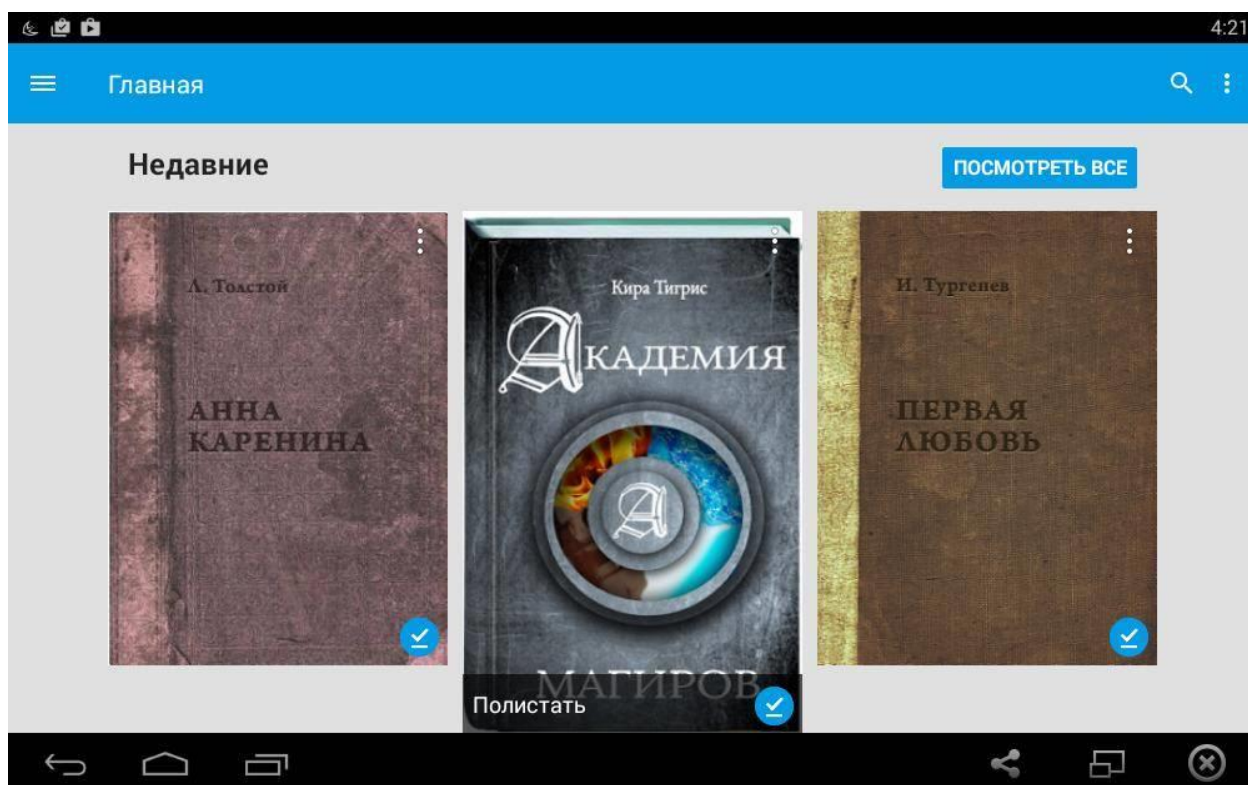 4:21
Главная
Недавние
ПОСМОТРЕТЬ ВСЕ
Л. Толстой
АННА
КАРЕНИНА
Кира Тигрис
АКАДЕМИЯ
А
МАГИРОВ
Полистать
И. Тургенев
ПЕРВАЯ
ЛЮБОВЬ